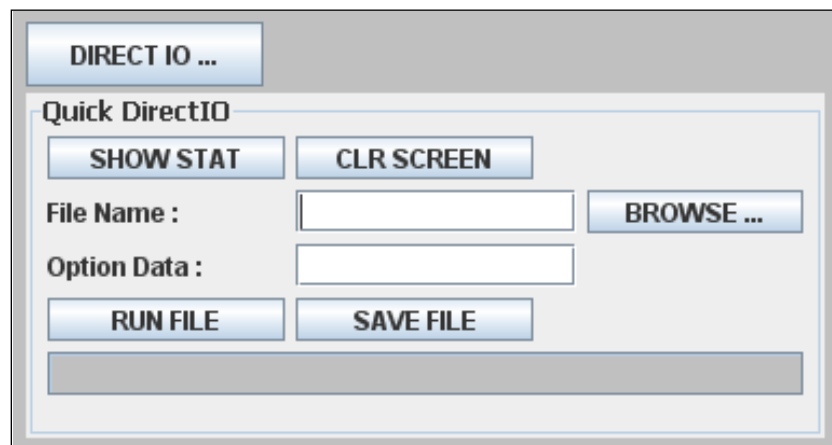 DIRECT IO ...
Quick DirectIO
SHOW STAT CLR SCREEN
File Name : BROWSE ...
Option Data :
RUN FILE SAVE FILE